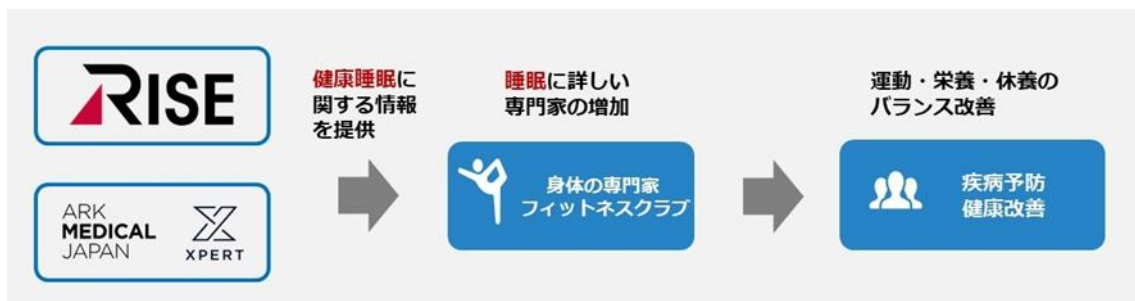 RISE
ARK
MEDICAL
JAPAN
XPERT
健康睡眠に
関する情報
を提供
睡眠に詳しい
専門家の増加
身体の専門家
フィットネスクラブ
運動・栄養・休養の
バランス改善
疾病予防
健康改善